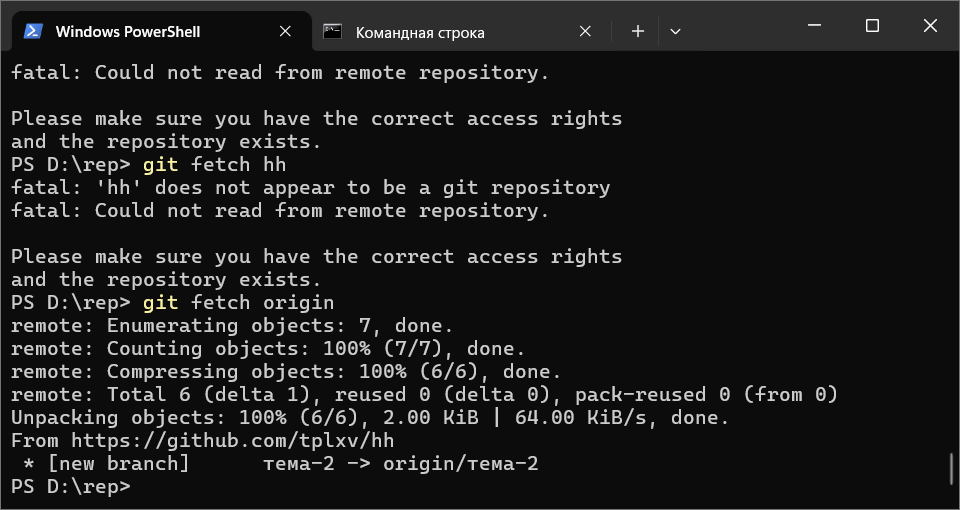 Windows PowerShell
Командная строка
fatal: Could not read from remote repository.
Please make sure you have the correct access rights
and the repository exists.
PS D:\rep> git fetch hh
fatal: 'hh' does not appear to be a git repository
fatal: Could not read from remote repository.
Please make sure you have the correct access rights
and the repository exists.
PS D:\rep> git fetch origin
remote: Enumerating objects: 7, done.
remote: Counting objects: 100% (7/7), done.
remote: Compressing objects: 100% (6/6), done.
remote: Total 6 (delta 1), reused 0 (delta 0), pack-reused 0 (from 0)
Unpacking objects: 100% (6/6), 2.00 KiB | 64.00 KiB/s, done.
From https://github.com/tplxv/hh
 * [new branch]      тема-2 -> origin/тема-2
PS D:\rep>